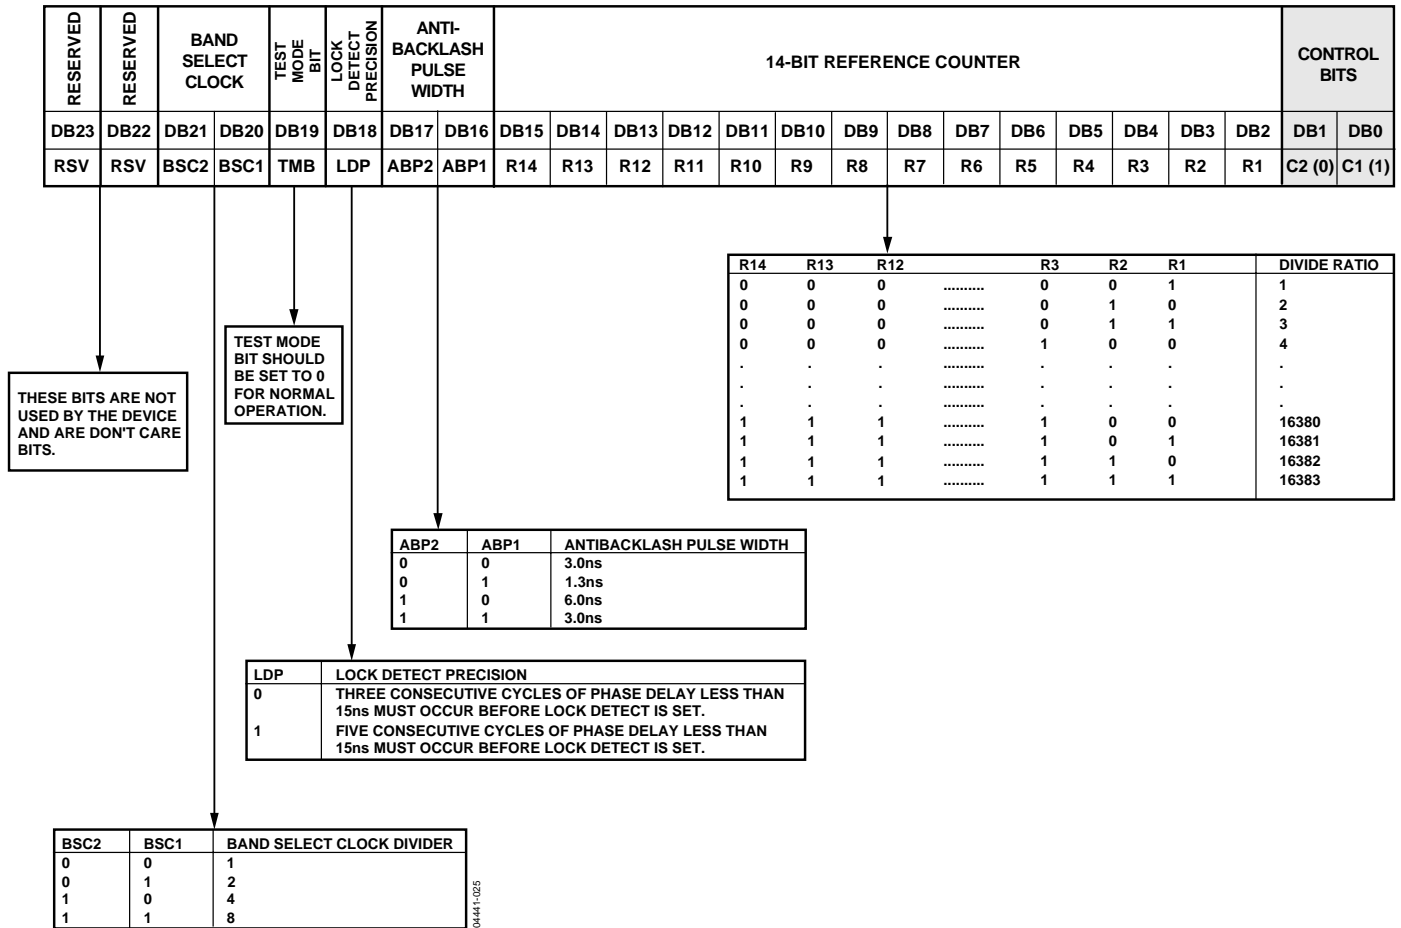 RESERVED
RESERVED
BAND
SELECT
CLOCK
TEST
MODE
BIT
LOCK
DETECT
PRECISION
ANTI-
BACKLASH
PULSE
WIDTH
14-BIT REFERENCE COUNTER
CONTROL
BITS
DB23 DB22 DB21 DB20 DB19 DB18 DB17 DB16 DB15 DB14 DB13 DB12 DB11 DB10 DB9 DB8 DB7 DB6 DB5 DB4 DB3 DB2 DB1 DB0
RSV RSV BSC2 BSC1 TMB LDP ABP2 ABP1 R14 R13 R12 R11 R10 R9 R8 R7 R6 R5 R4 R3 R2 R1 C2 (0) C1 (1)
R14 R13 R12 R3 R2 R1 DIVIDE RATIO
0 0 0 .......... 0 0 1 1
0 0 0 .......... 0 1 0 2
0 0 0 .......... 0 1 1 3
0 0 0 .......... 1 0 0 4
. . . .......... . . . .
. . . .......... . . . .
. . . .......... . . . .
1 1 1 .......... 1 0 0 16380
1 1 1 .......... 1 0 1 16381
1 1 1 .......... 1 1 0 16382
1 1 1 .......... 1 1 1 16383
TEST MODE
BIT SHOULD
BE SET TO 0
FOR NORMAL
OPERATION.
THESE BITS ARE NOT
USED BY THE DEVICE
AND ARE DON'T CARE
BITS.
ABP2 ABP1 ANTIBACKLASH PULSE WIDTH
0 0 3.0ns
0 1 1.3ns
1 0 6.0ns
1 1 3.0ns
LDP LOCK DETECT PRECISION
0 THREE CONSECUTIVE CYCLES OF PHASE DELAY LESS THAN
15ns MUST OCCUR BEFORE LOCK DETECT IS SET.
1 FIVE CONSECUTIVE CYCLES OF PHASE DELAY LESS THAN
15ns MUST OCCUR BEFORE LOCK DETECT IS SET.
BSC2 BSC1 BAND SELECT CLOCK DIVIDER
0 0 1
0 1 2
1 0 4
1 1 8
04441-025